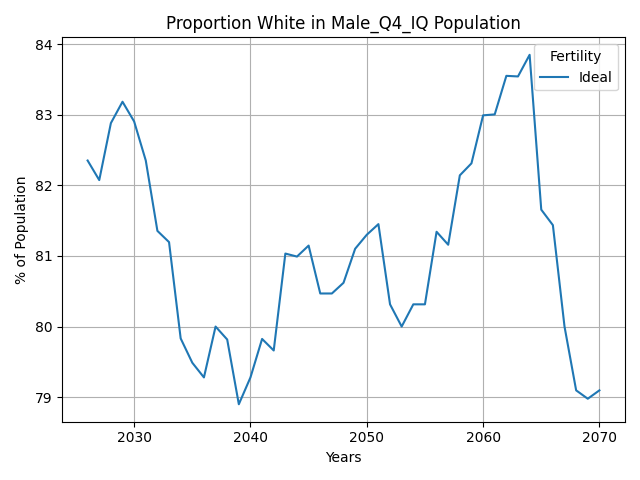 Proportion White in Male_Q4_IQ Population
84
83
82
81
80
79
% of Population
Fertility
Ideal
2030 2040 2050 2060 2070
Years